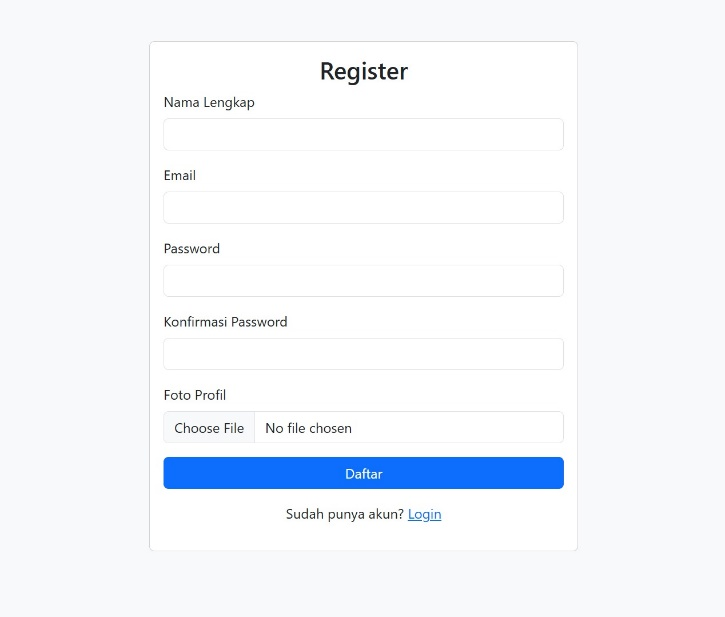 Register
Nama Lengkap
Email
Password
Konfirmasi Password
Foto Profil
Choose File No file chosen
Daftar
Sudah punya akun? Login